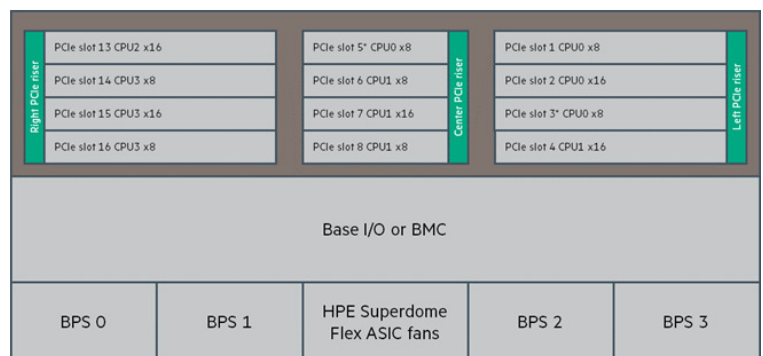 Right PCIe riser
PCIe slot 13 CPU2 x16
PCIe slot 14 CPU3 x8
PCIe slot 15 CPU3 x16
PCIe slot 16 CPU3 x8
PCIe slot 5* CPU0 x8
PCIe slot 6 CPU1 x8
PCIe slot 7 CPU1 x16
PCIe slot 8 CPU1 x8
Center PCIe riser
PCIe slot 1 CPU0 x8
PCIe slot 2 CPU0 x16
PCIe slot 3* CPU0 x8
PCIe slot 4 CPU1 x16
Left PCIe riser
Base I/O or BMC
BPS 0
BPS 1
HPE Superdome
Flex ASIC fans
BPS 2
BPS 3